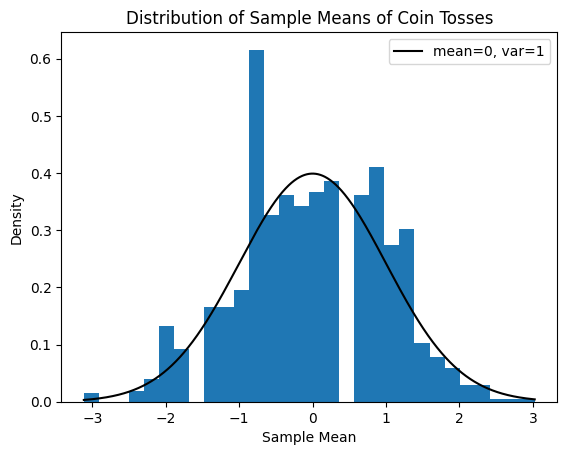 Distribution of Sample Means of Coin Tosses
mean=0, var=1
Density
0.6
0.5
0.4
0.3
0.2
0.1
0.0
−3 −2 −1 0 1 2 3
Sample Mean